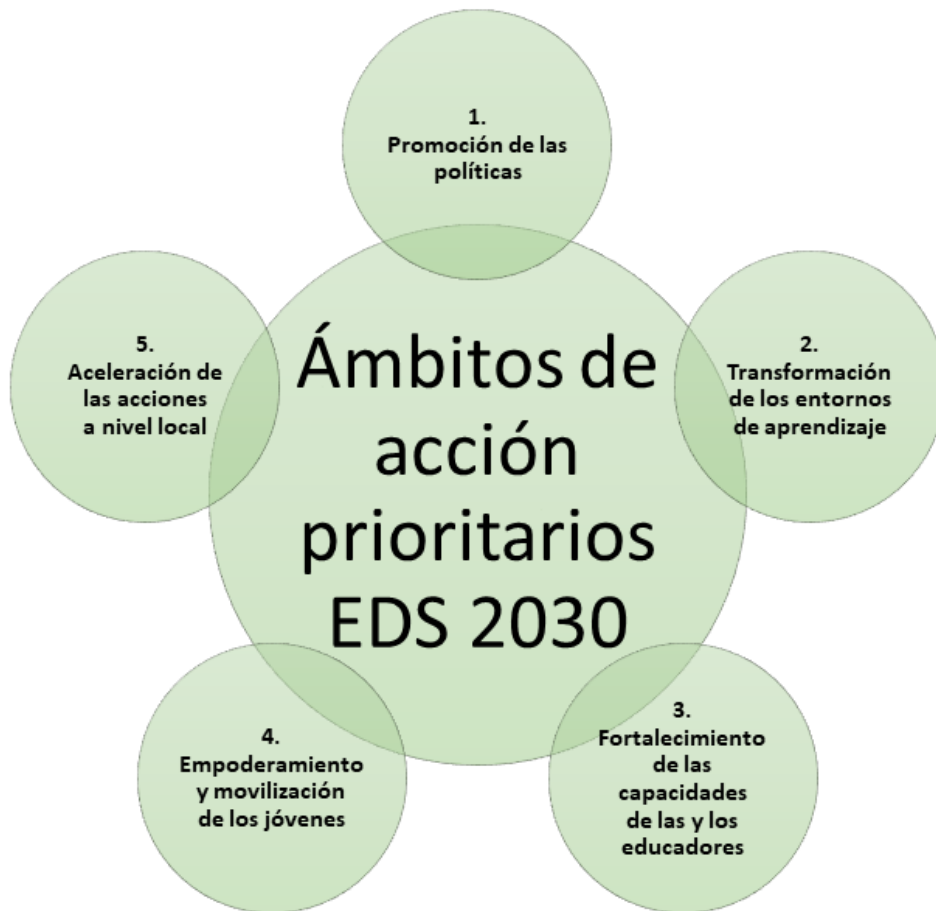 1.
Promoción de las
políticas
Ámbitos de
acción
prioritarios
EDS 2030
2.
Transformación
de los entornos
de aprendizaje
3.
Fortalecimiento
de las
capacidades
de las y los
educadores
4.
Empoderamiento
y movilización
de los jóvenes
5.
Aceleración de
las acciones
a nivel local